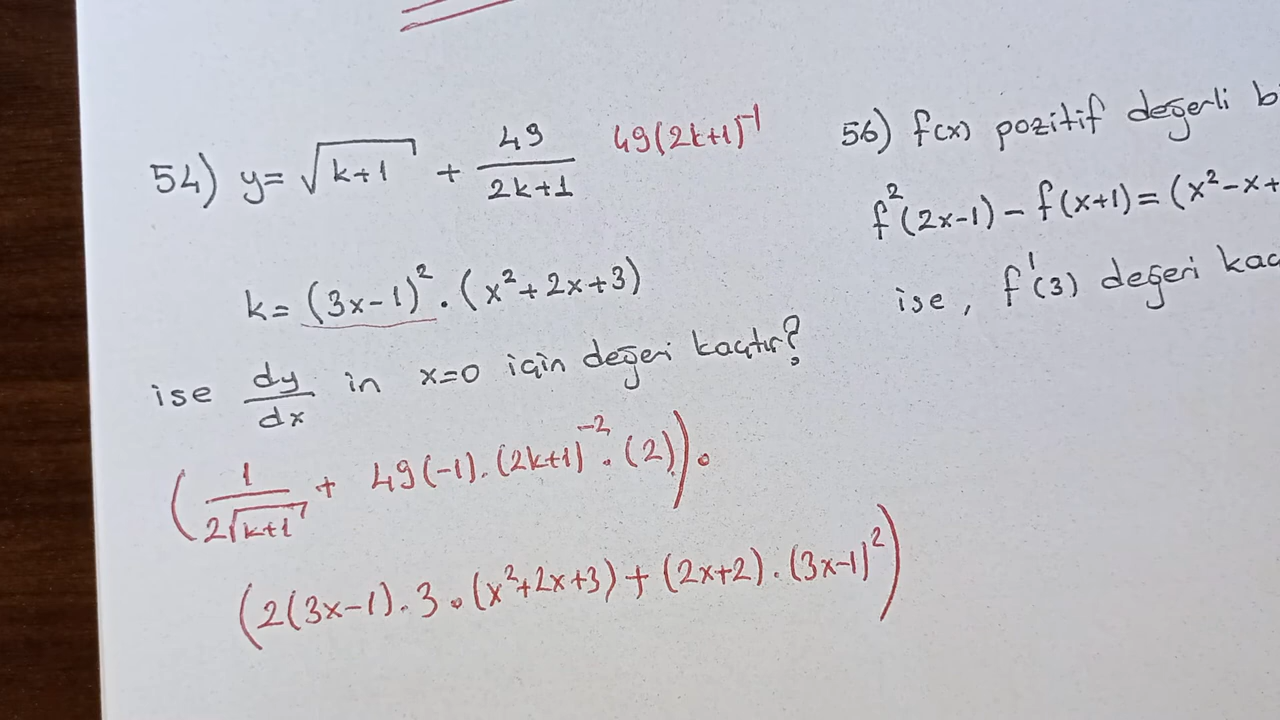 54) y= √k+1 + 49/2k+1 49(2k+1)⁻¹
k= (3x-1)² . (x²+2x+3)
ise dy/dx in x=0 için değeri kaçtır?
(1/2√k+1 + 49(-1).(2k+1)⁻².(2)).
(2(3x-1).3.(x²+2x+3)+(2x+2).(3x-1)²)
56) f(x) pozitif değerli b
f²(2x-1) - f(x+1) = (x²-x+
ise, f'(3) değeri kaç